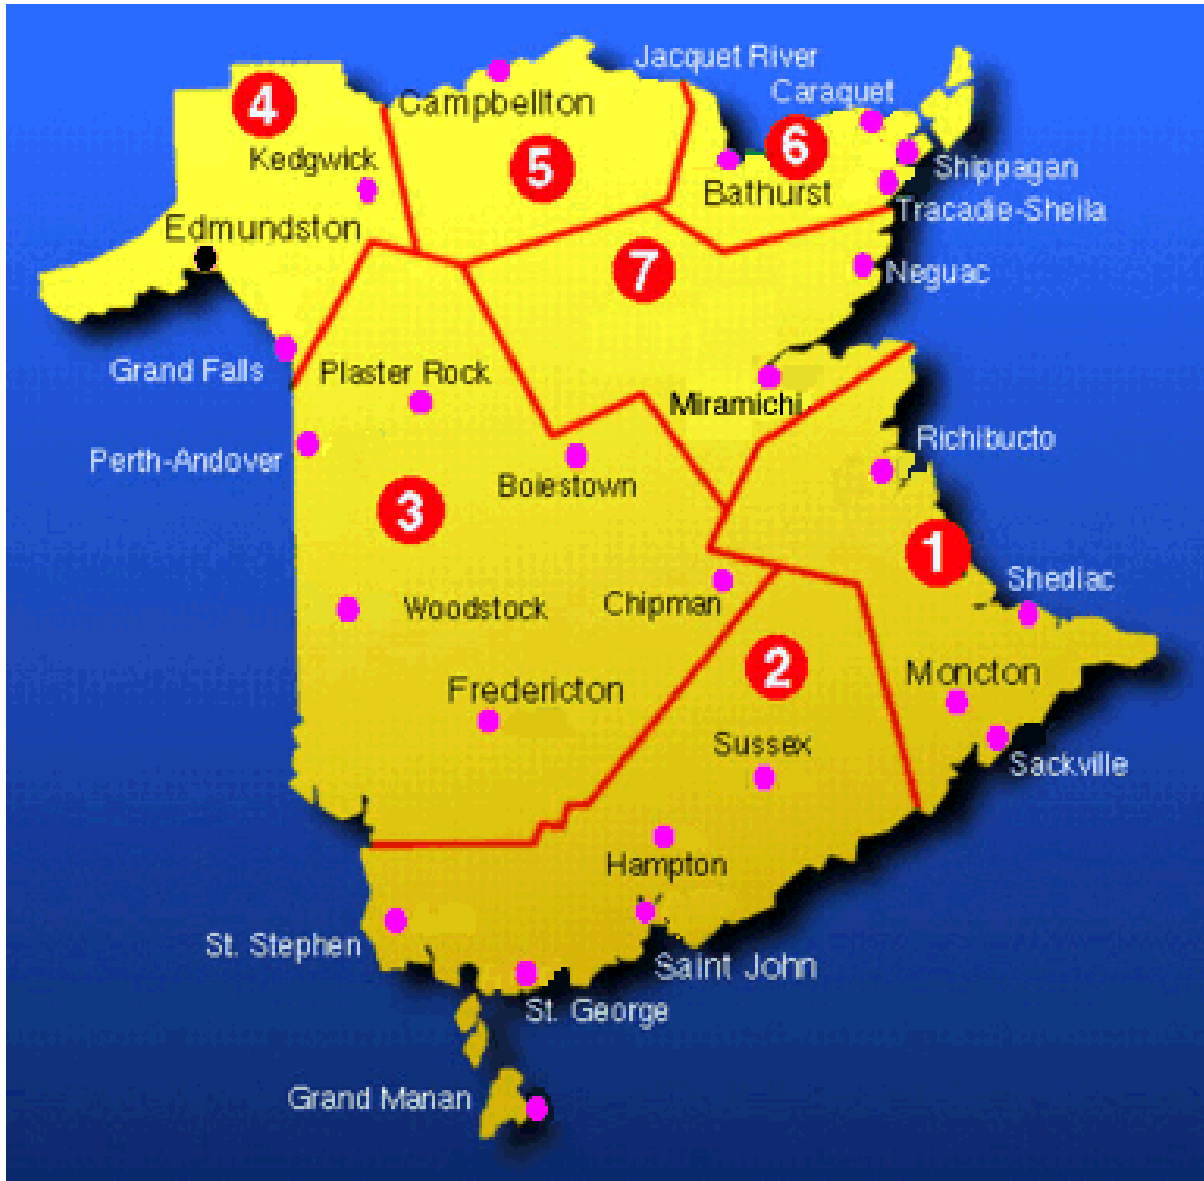 Jacquet River
4
Caraquet
Campbellton
6
Kedgwick
5
Shippagan
Bathurst
Tracadie-Sheila
Edmundston
7
Neguac
Grand Falls
Plaster Rock
Miramichi
Richibucto
Perth-Andover
Boiestown
3
1
Shediac
Chipman
Woodstock
2
Moncton
Fredericton
Sussex
Sackville
Hampton
St. Stephen
Saint John
St. George
Grand Manan